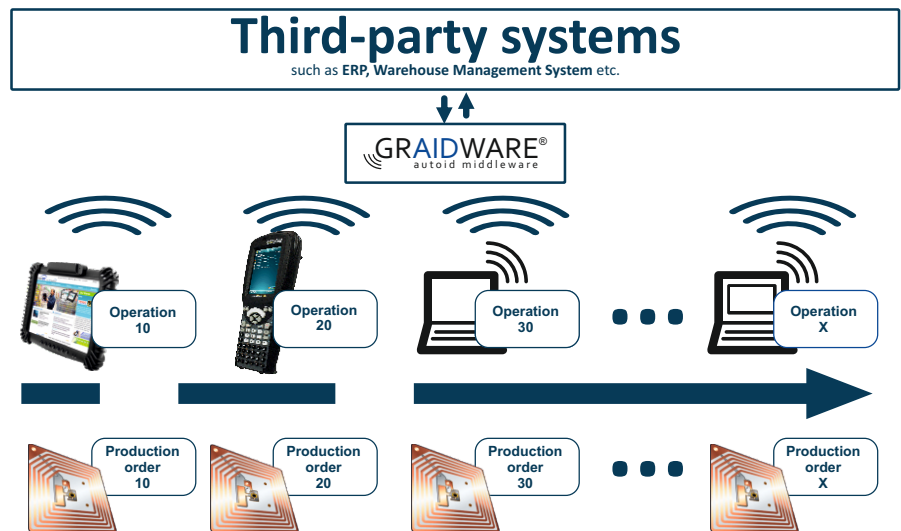 Third-party systems
such as ERP, Warehouse Management System etc.
GRAIDWARE®
autoid middleware
Operation
10
Operation
20
Operation
30
Operation
X
Production
order
10
Production
order
20
Production
order
30
Production
order
X